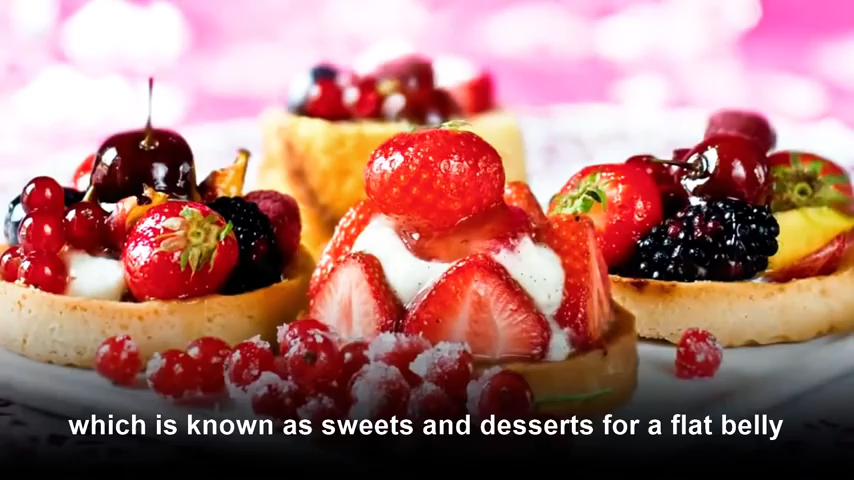 which is known as sweets and desserts for a flat belly